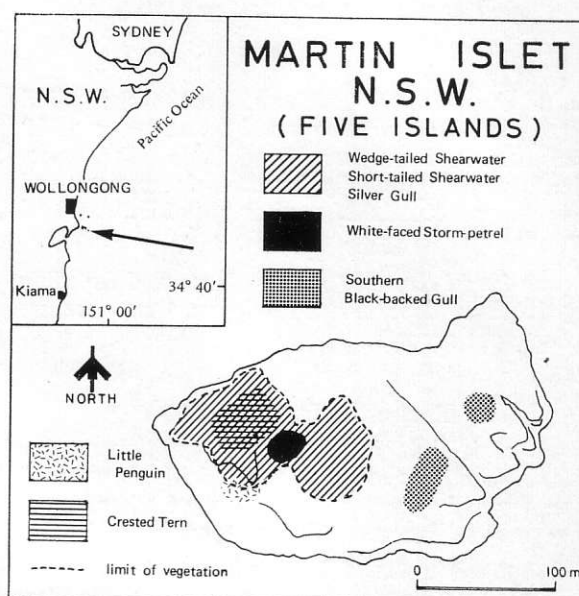 SYDNEY
N.S.W.
Pacific Ocean
WOLLONGONG
Kiama
34° 40'
151° 00'
MARTIN ISLET
N.S.W.
(FIVE ISLANDS)
Wedge-tailed Shearwater
Short-tailed Shearwater
Silver Gull
White-faced Storm-petrel
Southern
Black-backed Gull
NORTH
Little
Penguin
Crested Tern
limit of vegetation
0 100 m